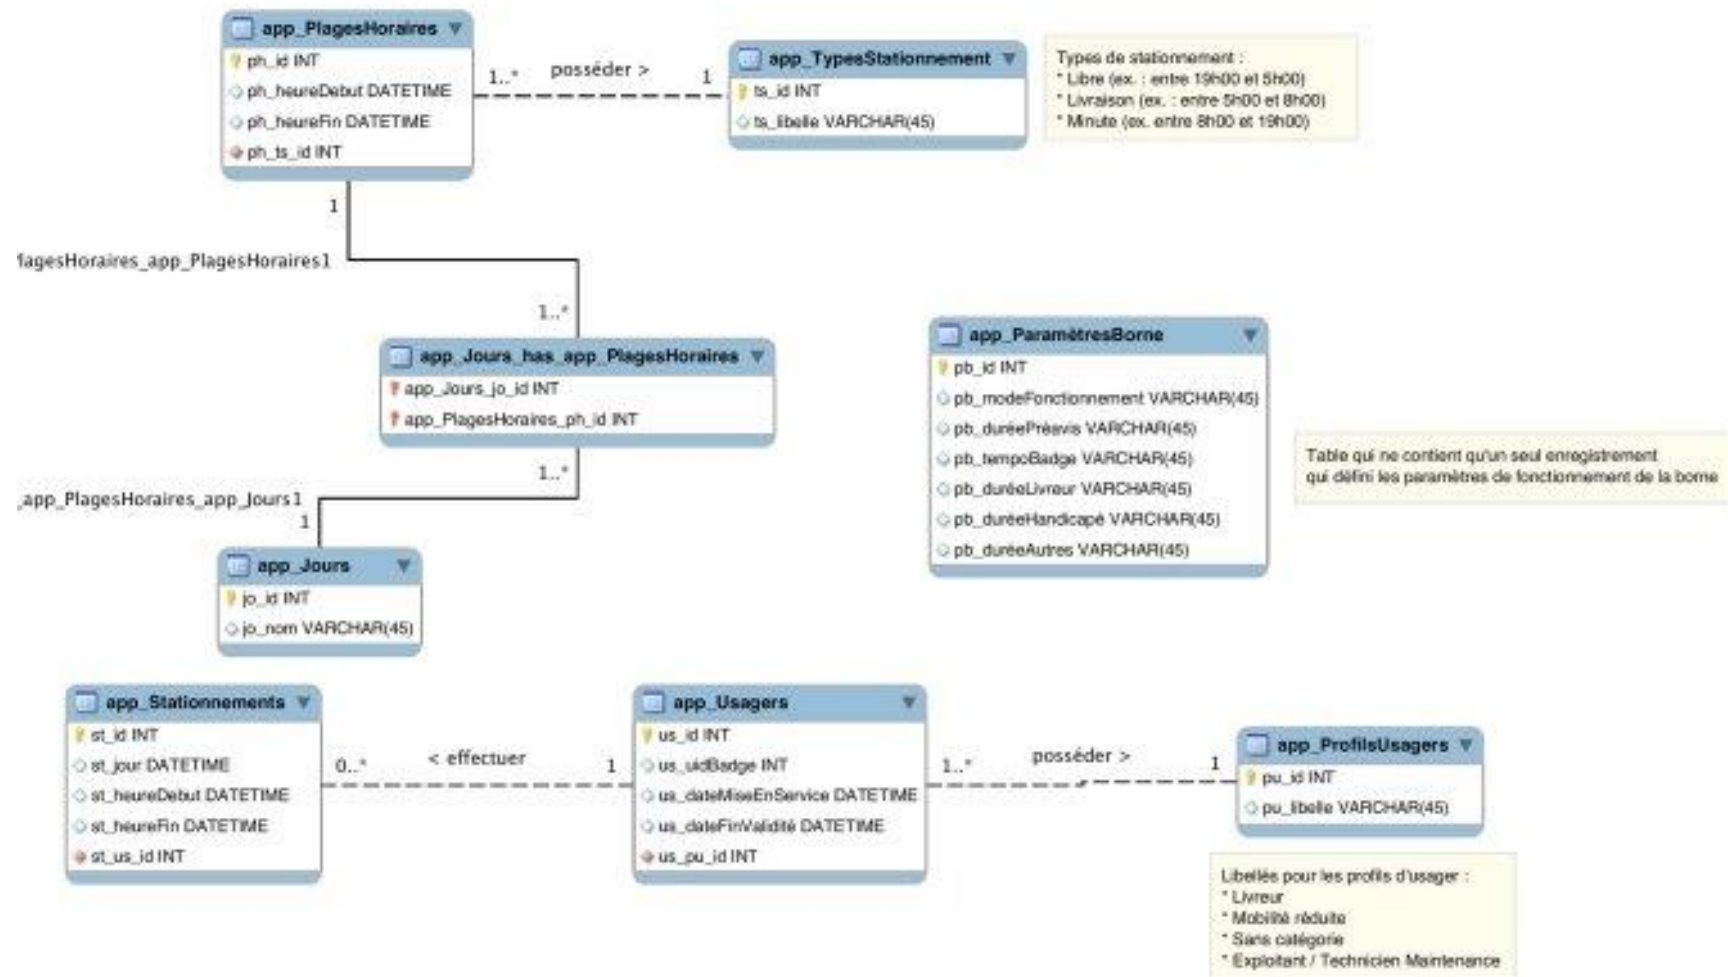 app_PlagesHoraires
ph_id INT
ph_heureDebut DATETIME
ph_heureFin DATETIME
ph_ts_id INT
1..*
posséder >
1
app_TypesStationnement
ts_id INT
ts_libelle VARCHAR(45)
Types de stationnement :
* Libre (ex. : entre 19h00 et 5h00)
* Livraison (ex. : entre 5h00 et 8h00)
* Minute (ex. entre 8h00 et 19h00)
1
lagesHoraires_app_PlagesHoraires1
1..*
app_Jours_has_app_PlagesHoraires
app_Jours_jo_id INT
app_PlagesHoraires_ph_id INT
1..*
_app_PlagesHoraires_app_Jours1
1
app_Jours
jo_id INT
jo_nom VARCHAR(45)
app_ParamètresBorne
pb_id INT
pb_modeFonctionnement VARCHAR(45)
pb_duréePréavis VARCHAR(45)
pb_tempoBadge VARCHAR(45)
pb_duréeLivreur VARCHAR(45)
pb_duréeHandicapé VARCHAR(45)
pb_duréeAutres VARCHAR(45)
Table qui ne contient qu'un seul enregistrement
qui défini les paramètres de fonctionnement de la borne
app_Stationnements
st_id INT
st_jour DATETIME
st_heureDebut DATETIME
st_heureFin DATETIME
st_us_id INT
0..*
< effectuer
1
app_Usagers
us_id INT
us_uidBadge INT
us_dateMiseEnService DATETIME
us_dateFinValidité DATETIME
us_pu_id INT
1..*
posséder >
1
app_ProfilsUsagers
pu_id INT
pu_libelle VARCHAR(45)
Libellés pour les profils d'usager :
* Livreur
* Mobilité réduite
* Sans catégorie
* Exploitant / Technicien Maintenance